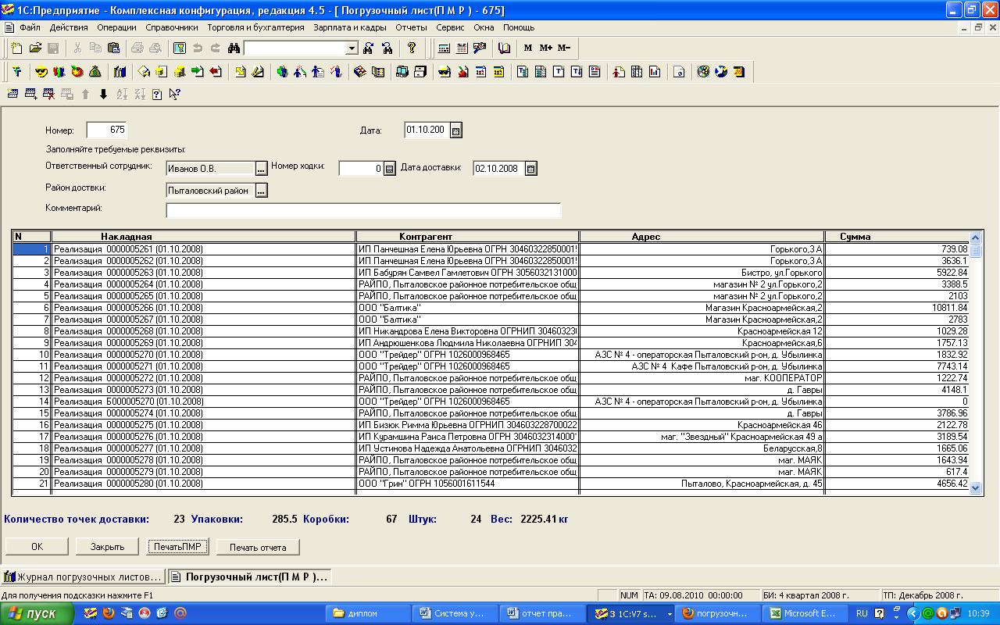 1С:Предприятие - Комплексная конфигурация, редакция 4.5 - [ Погрузочный лист(П М Р ) - 675]
Файл Действия Операции Справочники Торговля и бухгалтерия Зарплата и кадры Отчеты Сервис Окна Помощь
M M+ M-
Номер: 675 Дата: 01.10.200
Заполняйте требуемые реквизиты:
Ответственный сотрудник: Иванов О.В. ... Номер ходки: 0 Дата доставки: 02.10.2008
Район доствки: Пыталовский район ...
Комментарий:
N Накладная Контрагент Адрес Сумма
1 Реализация 0000005261 (01.10.2008) ИП Панчешная Елена Юрьевна ОГРН 30460322850001 Горького,3 А 739.08
2 Реализация 0000005262 (01.10.2008) ИП Панчешная Елена Юрьевна ОГРН 30460322850001 Горького,3 А 3636.1
3 Реализация 0000005263 (01.10.2008) ИП Бабурян Самвел Гамлетович ОГРН 3056032131000 Бистро, ул.Горького 5922.84
4 Реализация 0000005264 (01.10.2008) РАЙПО, Пыталовское районное потребительское общ магазин № 2 ул.Горького,2 3388.5
5 Реализация 0000005265 (01.10.2008) РАЙПО, Пыталовское районное потребительское общ магазин № 2 ул.Горького,2 2103
6 Реализация 0000005266 (01.10.2008) ООО "Балтика" Магазин Красноармейская,2 10811.84
7 Реализация 0000005267 (01.10.2008) ООО "Балтика" Магазин Красноармейская,2 2783
8 Реализация 0000005268 (01.10.2008) ИП Никандрова Елена Викторовна ОГРНИП 3046032 Красноармейская 12 1029.28
9 Реализация 0000005269 (01.10.2008) ИП Андрюшенкова Людмила Николаевна ОГРНИП 304 Красноармейская,6 1757.13
10 Реализация 0000005270 (01.10.2008) ООО "Трейдер" ОГРН 1026000968465 АЗС № 4 - операторская Пыталовский р-он, д. Убылинка 1832.92
11 Реализация 0000005271 (01.10.2008) ООО "Трейдер" ОГРН 1026000968465 АЗС № 4 Кафе Пыталовский р-он, д. Убылинка 7743.14
12 Реализация 0000005272 (01.10.2008) РАЙПО, Пыталовское районное потребительское общ маг. КООПЕРАТОР 1222.74
13 Реализация 0000005273 (01.10.2008) РАЙПО, Пыталовское районное потребительское общ д. Гавры 4148.1
14 Реализация Б000005270 (01.10.2008) ООО "Трейдер" ОГРН 1026000968465 АЗС № 4 - операторская Пыталовский р-он, д. Убылинка 0
15 Реализация 0000005274 (01.10.2008) РАЙПО, Пыталовское районное потребительское общ д. Гавры 3786.96
16 Реализация 0000005275 (01.10.2008) ИП Бизюк Римма Юрьевна ОГРНИП 304603228700022 Красноармейская 46 2122.78
17 Реализация 0000005276 (01.10.2008) ИП Курамшина Раиса Петровна ОГРН 304603231400 маг. "Звездный" Красноармейская 49 а 3189.54
18 Реализация 0000005277 (01.10.2008) ИП Устинова Надежда Анатольевна ОГРНИП 3046032 Беларусская,8 1665.06
19 Реализация 0000005278 (01.10.2008) РАЙПО, Пыталовское районное потребительское общ маг. МАЯК 1643.94
20 Реализация 0000005279 (01.10.2008) РАЙПО, Пыталовское районное потребительское общ маг. МАЯК 617.4
21 Реализация 0000005280 (01.10.2008) ООО "Грин" ОГРН 1056001611544 Пыталово, Красноармейская, д. 45 4656.42
Количество точек доставки: 23 Упаковки: 285.5 Коробки: 67 Штук: 24 Вес: 2225.41 кг
OK Закрыть ПечатьПМР Печать отчета
Журнал погрузочных листов... Погрузочный лист(П М Р )...
Для получения подсказки нажмите F1 NUM ТА: 09.08.2010 00:00:00 БИ: 4 квартал 2008 г. ТП: Декабрь 2008 г.
пуск диплом Система у... отчет пра... 3 1C:V7 s... погрузочн... Microsoft E... RU 10:39